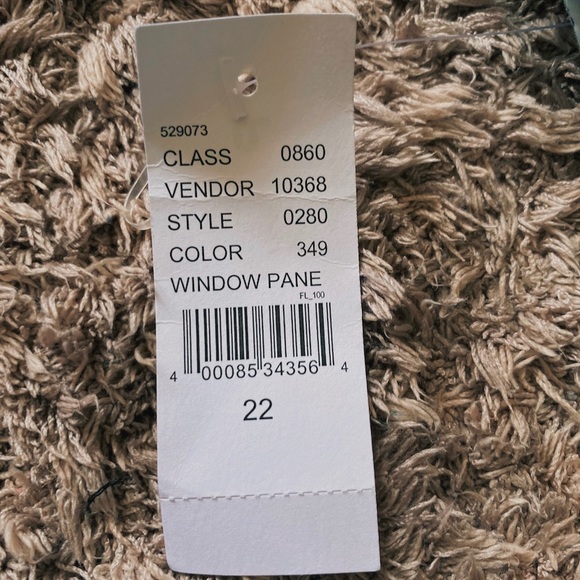 529073
CLASS 0860
VENDOR 10368
STYLE 0280
COLOR 349
WINDOW PANE
FL_100
4 00085 34356 4
22